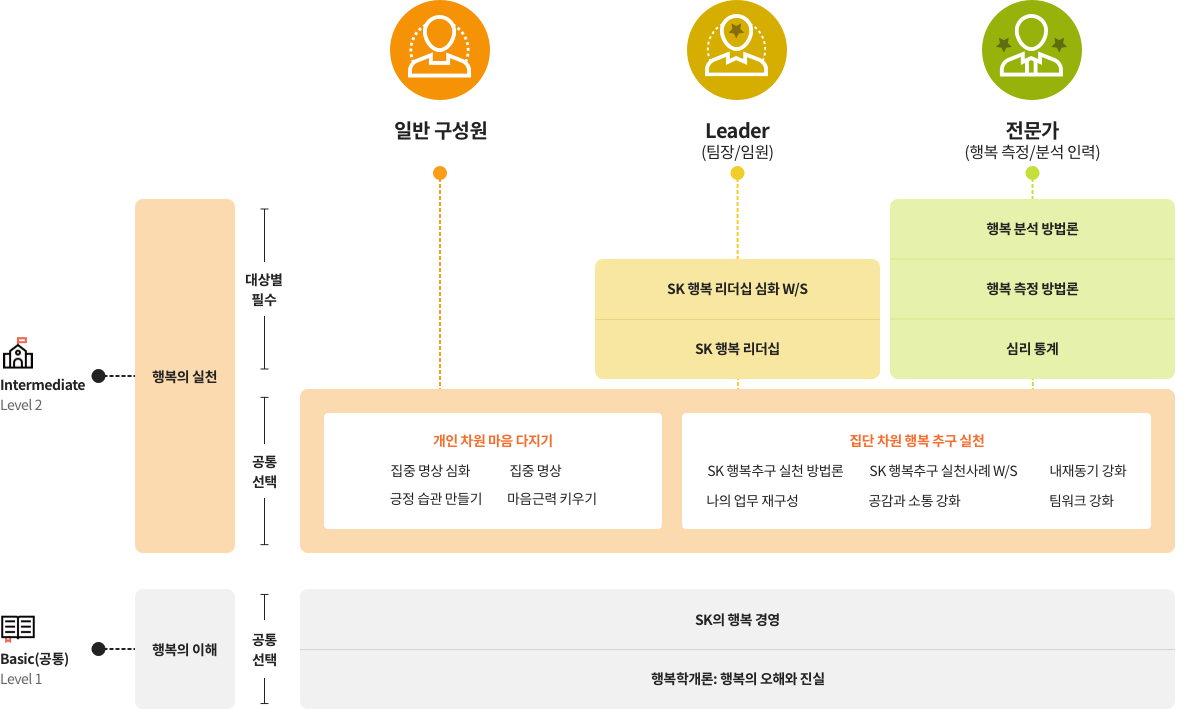 일반 구성원
Leader
(팀장/임원)
전문가
(행복 측정/분석 인력)
Intermediate
Level 2
행복의 실천
대상별
필수
SK 행복 리더십 심화 W/S
SK 행복 리더십
행복 분석 방법론
행복 측정 방법론
심리 통계
공통
선택
개인 차원 마음 다지기
집중 명상 심화 집중 명상
긍정 습관 만들기 마음근력 키우기
집단 차원 행복 추구 실천
SK 행복추구 실천 방법론 SK 행복추구 실천사례 W/S 내재동기 강화
나의 업무 재구성 공감과 소통 강화 팀워크 강화
Basic(공통)
Level 1
행복의 이해
공통
선택
SK의 행복 경영
행복학개론: 행복의 오해와 진실